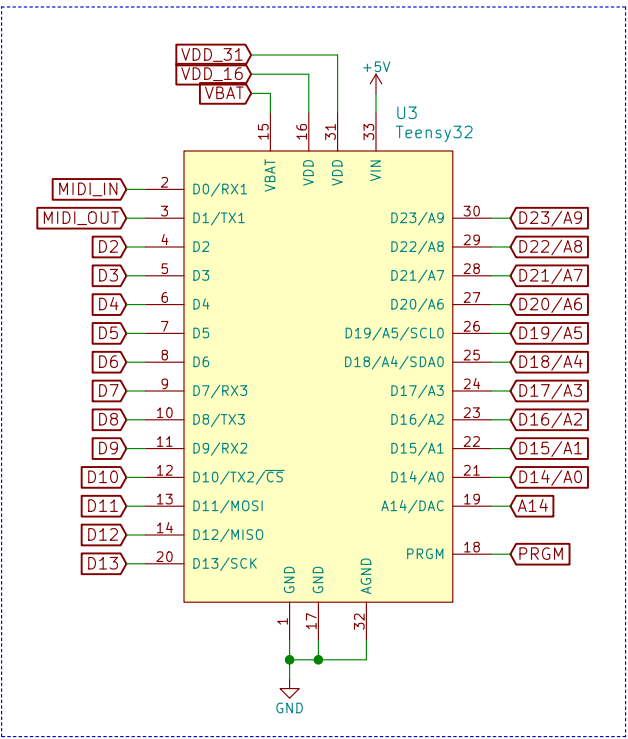 VDD_31
VDD_16
VBAT
+5V
U3
Teensy32
15
16
31
33
VBAT
VDD
VDD
VIN
MIDI_IN 2 D0/RX1
MIDI_OUT 3 D1/TX1 D23/A9 30 D23/A9
D2 4 D2 D22/A8 29 D22/A8
D3 5 D3 D21/A7 28 D21/A7
D4 6 D4 D20/A6 27 D20/A6
D5 7 D5 D19/A5/SCL0 26 D19/A5
D6 8 D6 D18/A4/SDA0 25 D18/A4
D7 9 D7/RX3 D17/A3 24 D17/A3
D8 10 D8/TX3 D16/A2 23 D16/A2
D9 11 D9/RX2 D15/A1 22 D15/A1
D10 12 D10/TX2/CS D14/A0 21 D14/A0
D11 13 D11/MOSI A14/DAC 19 A14
D12 14 D12/MISO
PRGM 18 PRGM
D13 20 D13/SCK
GND
GND
AGND
1
17
32
GND